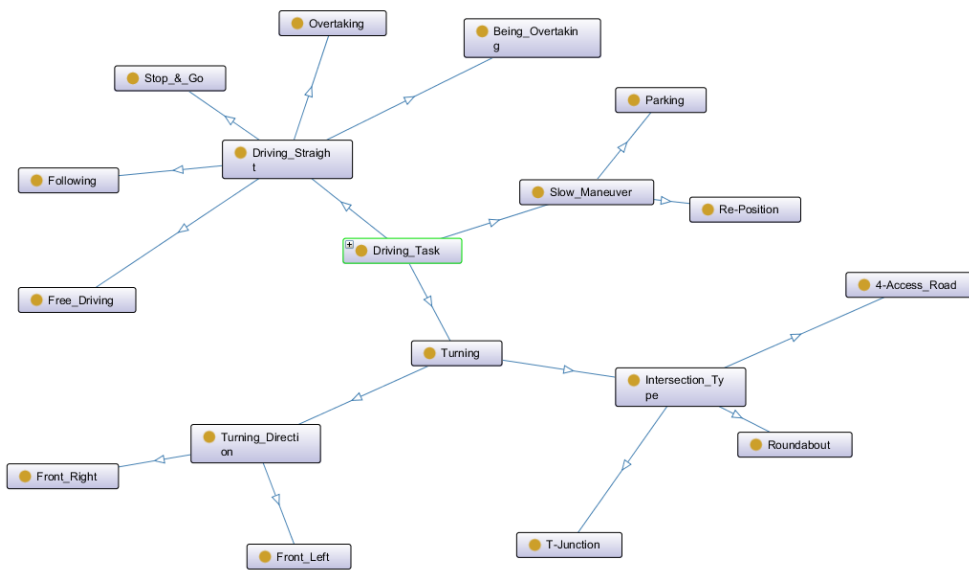 Overtaking
Being_Overtakin
g
Stop_&_Go
Parking
Driving_Straigh
t
Following
Slow_Maneuver
Re-Position
Driving_Task
4-Access_Road
Free_Driving
Turning
Intersection_Ty
pe
Turning_Directi
on
Roundabout
Front_Right
T-Junction
Front_Left